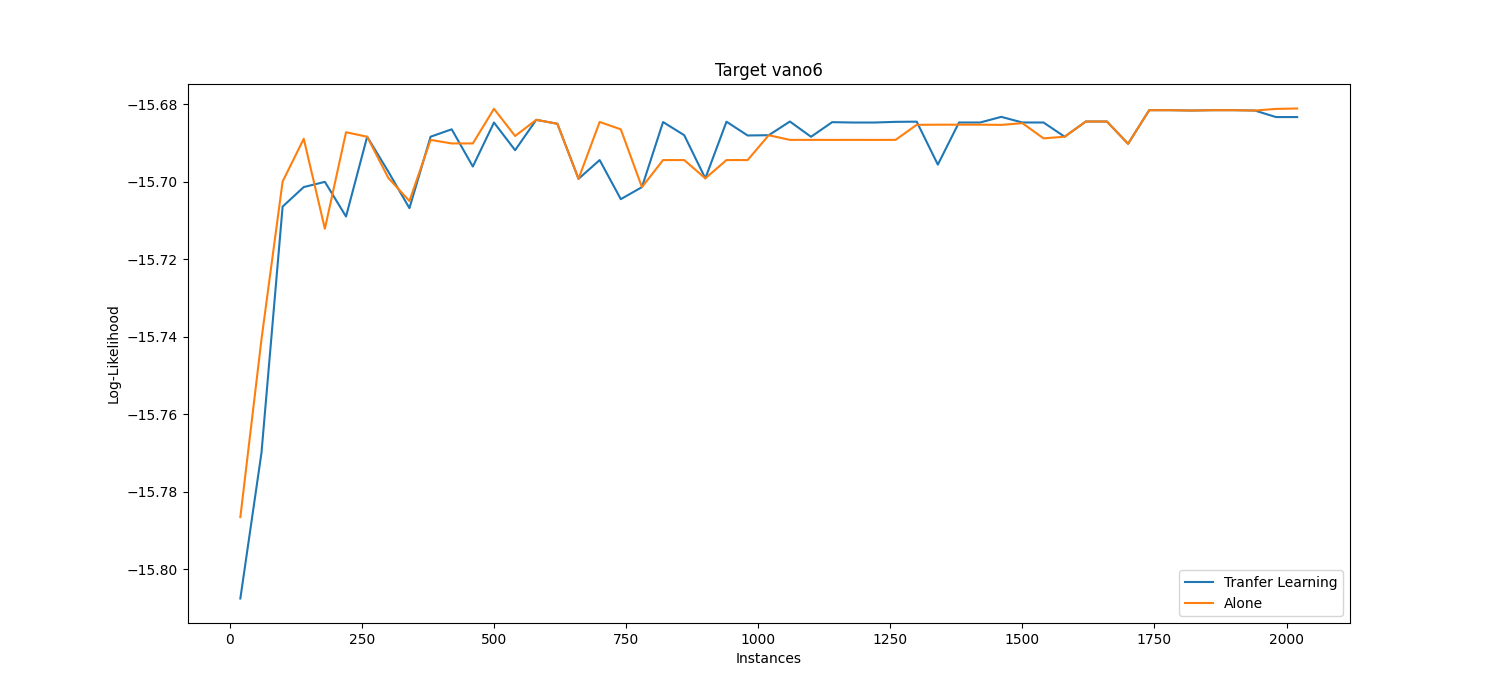 Target vano6
−15.68
−15.70
−15.72
−15.74
−15.76
−15.78
−15.80
Log-Likelihood
0 250 500 750 1000 1250 1500 1750 2000
Instances
Tranfer Learning
Alone